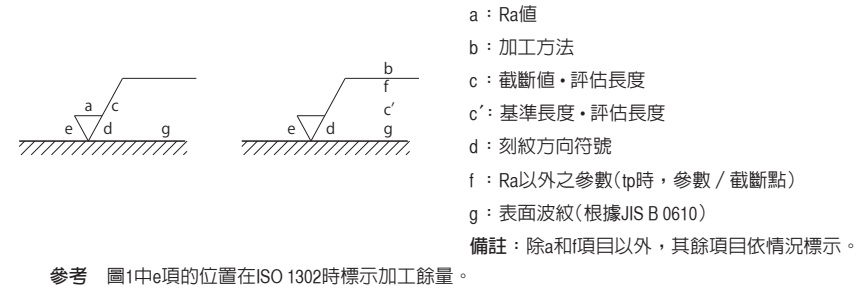 a
c
e
d
g
b
f
c′
e
d
g
a：Ra值
b：加工方法
c：截斷值・評估長度
c′：基準長度・評估長度
d：刻紋方向符號
f：Ra以外之參數(tp時，參數／截斷點)
g：表面波紋(根據JIS B 0610)
備註：除a和f項目以外，其餘項目依情況標示。
參考　圖1中e項的位置在ISO 1302時標示加工餘量。